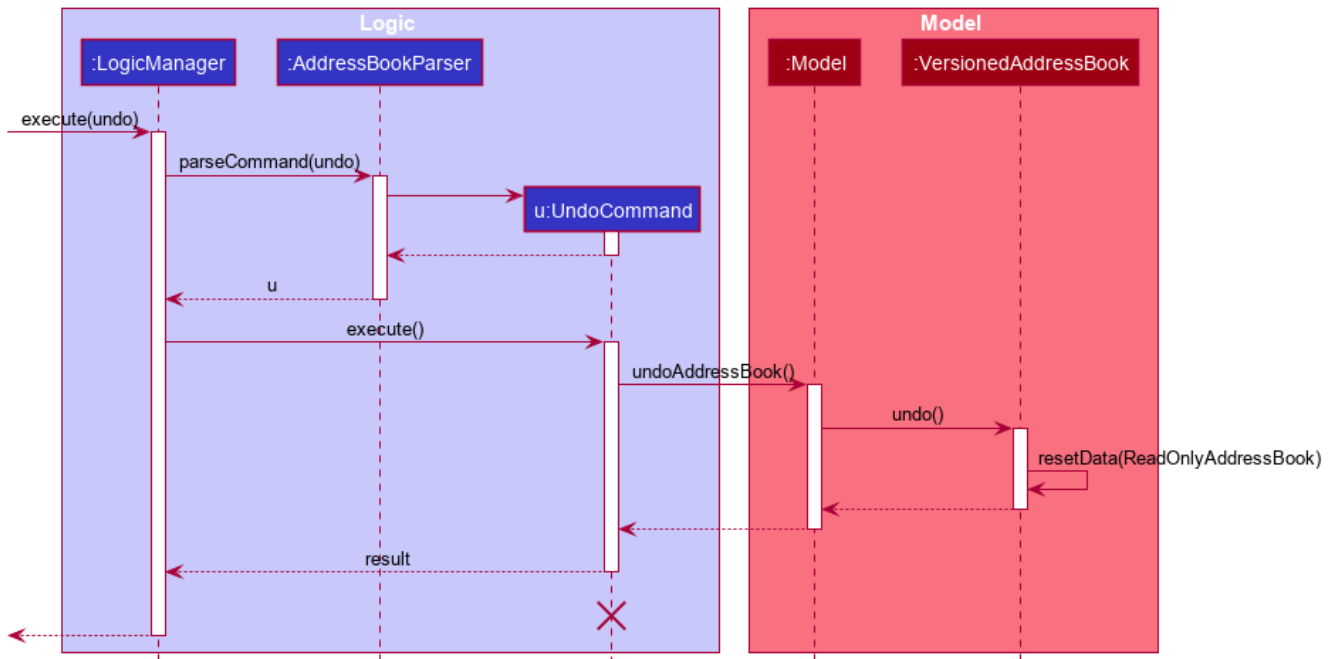 Logic
Model
:LogicManager
:AddressBookParser
:Model
:VersionedAddressBook
execute(undo)
parseCommand(undo)
u:UndoCommand
u
execute()
undoAddressBook()
undo()
resetData(ReadOnlyAddressBook)
result